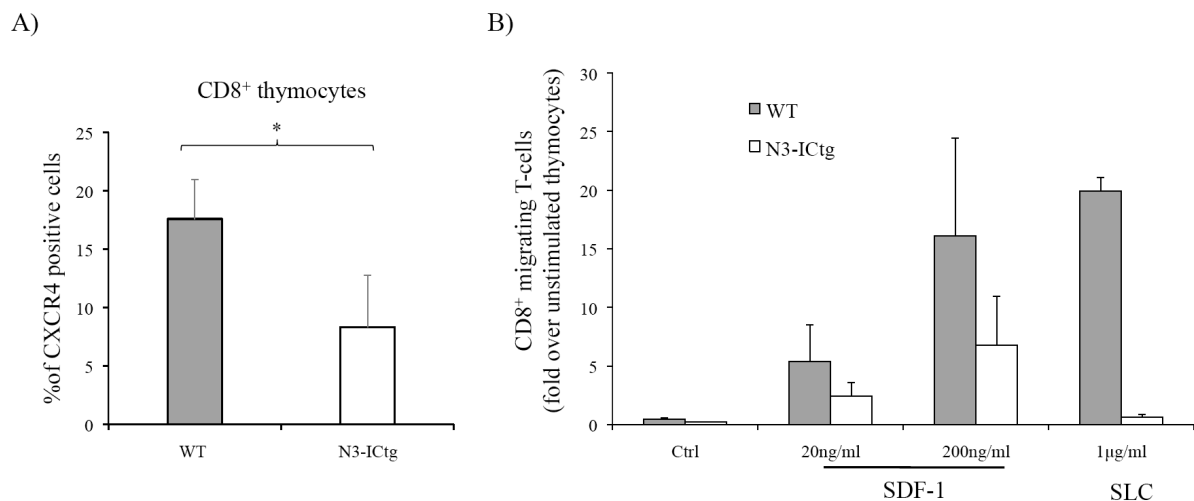 A)
CD8⁺ thymocytes
*
%of CXCR4 positive cells
25
20
15
10
5
0
WT
N3-ICtg
B)
CD8⁺ migrating T-cells
(fold over unstimulated thymocytes)
30
25
20
15
10
5
0
WT
N3-ICtg
Ctrl
20ng/ml
200ng/ml
1μg/ml
SDF-1
SLC